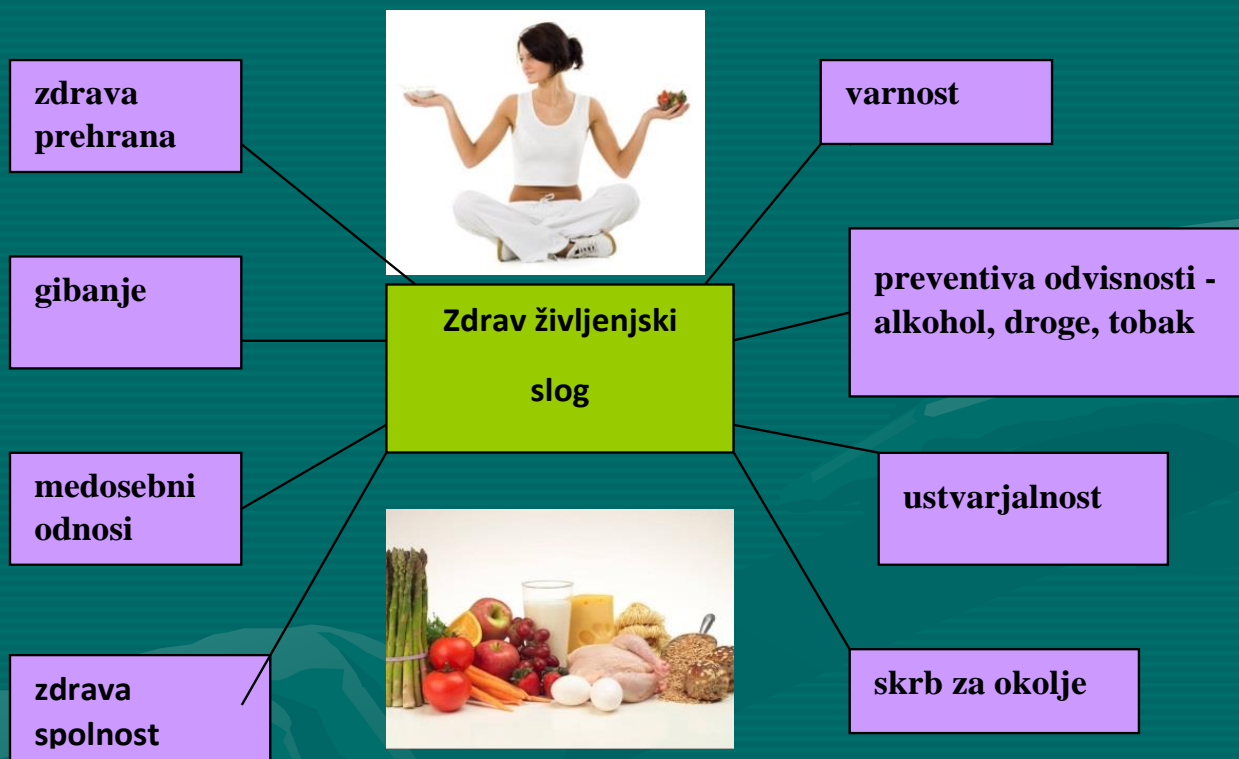 zdrava
prehrana
gibanje
medosebni
odnosi
zdrava
spolnost
Zdrav življenjski
slog
varnost
preventiva odvisnosti -
alkohol, droge, tobak
ustvarjalnost
skrb za okolje